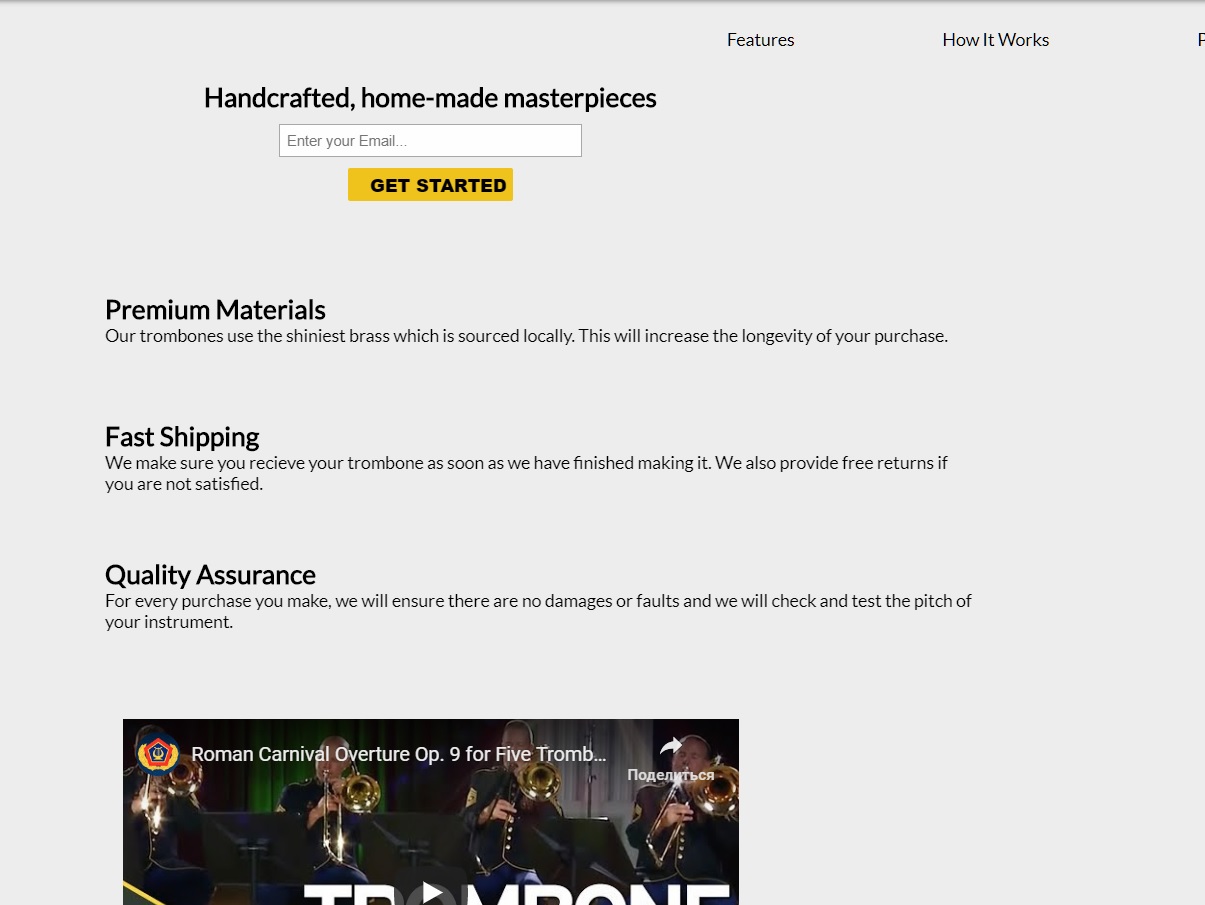 Features
How It Works
P
Handcrafted, home-made masterpieces
Enter your Email...
GET STARTED
Premium Materials
Our trombones use the shiniest brass which is sourced locally. This will increase the longevity of your purchase.
Fast Shipping
We make sure you recieve your trombone as soon as we have finished making it. We also provide free returns if
you are not satisfied.
Quality Assurance
For every purchase you make, we will ensure there are no damages or faults and we will check and test the pitch of
your instrument.
Roman Carnival Overture Op. 9 for Five Tromb...
Поделиться
TROMBONE